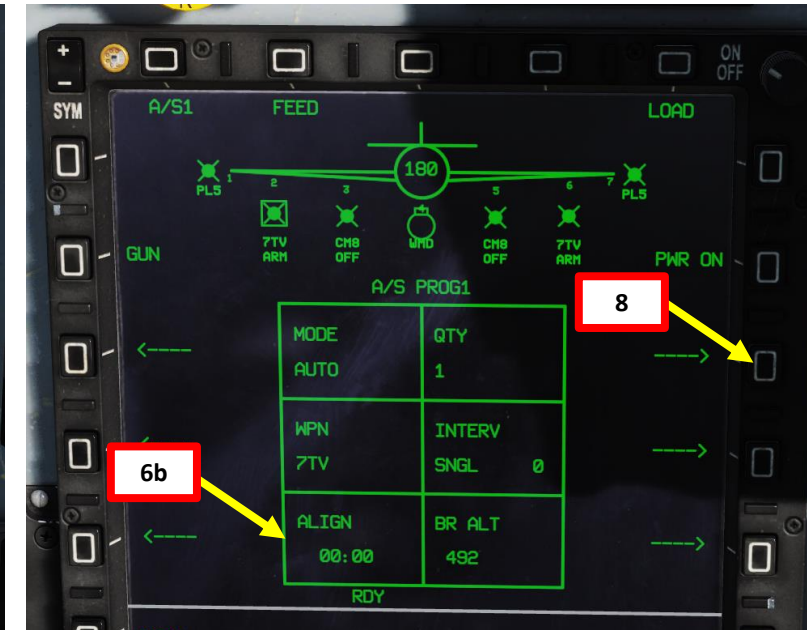 R
+
ON
OFF
−
SYM
A/S1 FEED LOAD
180
PL5 1 7 PL5
2 3 5 6
7TV CM8 WMD CM8 7TV
ARM OFF OFF ARM
GUN PWR ON
A/S PROG1
8
MODE QTY
<---- ---->
AUTO 1
WPN INTERV
---->
7TV SNGL 0
6b
ALIGN BR ALT
<---- ---->
00:00 492
RDY